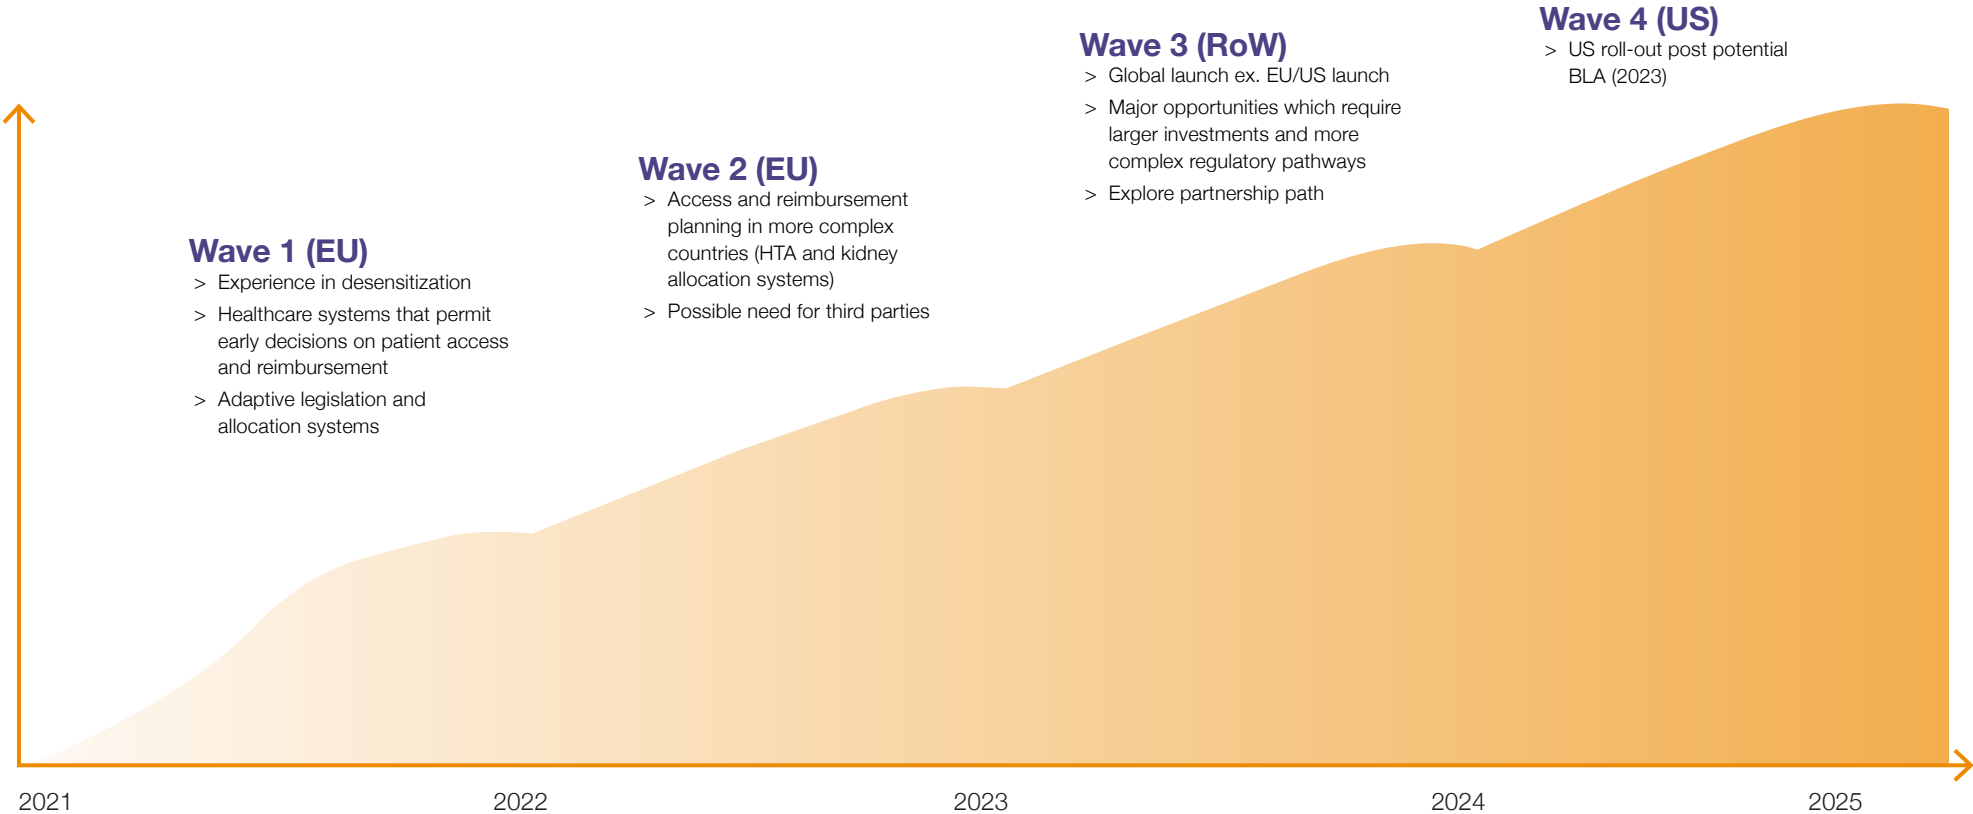 Wave 1 (EU)
> Experience in desensitization
> Healthcare systems that permit
early decisions on patient access
and reimbursement
> Adaptive legislation and
allocation systems
Wave 2 (EU)
> Access and reimbursement
planning in more complex
countries (HTA and kidney
allocation systems)
> Possible need for third parties
Wave 3 (RoW)
> Global launch ex. EU/US launch
> Major opportunities which require
larger investments and more
complex regulatory pathways
> Explore partnership path
Wave 4 (US)
> US roll-out post potential
BLA (2023)
2021
2022
2023
2024
2025